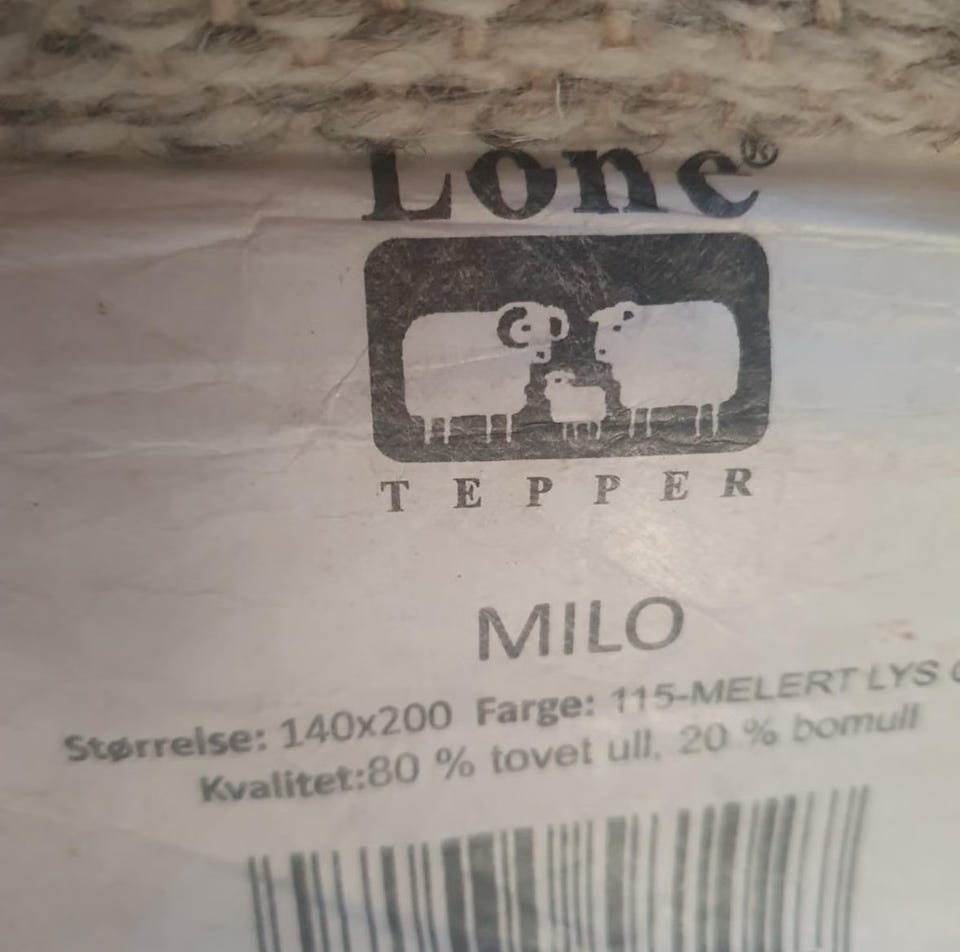 Lone®
TEPPER
MILO
Størrelse: 140x200 Farge: 115-MELERT LYS
Kvalitet:80 % tovet ull, 20 % bomull